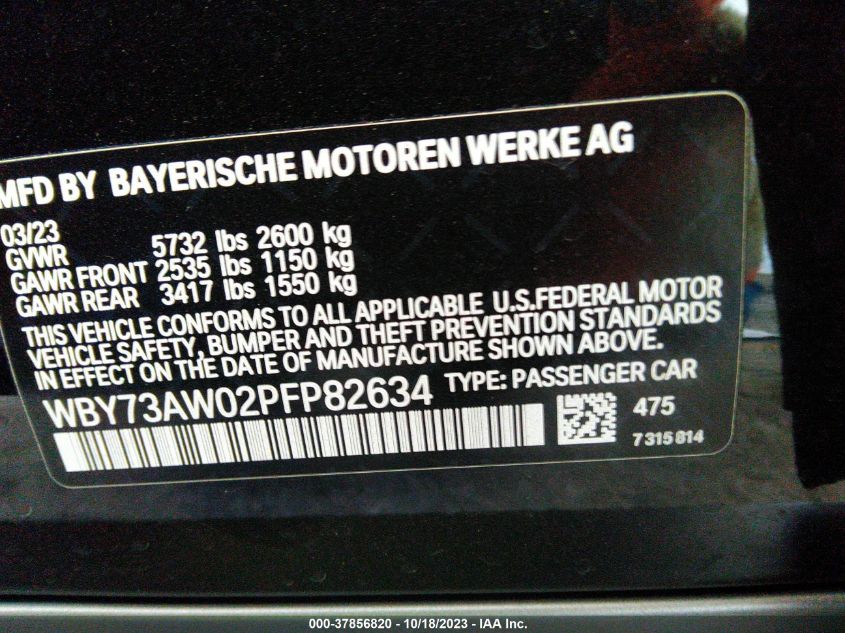 MFD BY BAYERISCHE MOTOREN WERKE AG
03/23
GVWR 5732 lbs 2600 kg
GAWR FRONT 2535 lbs 1150 kg
GAWR REAR 3417 lbs 1550 kg
THIS VEHICLE CONFORMS TO ALL APPLICABLE U.S.FEDERAL MOTOR
VEHICLE SAFETY, BUMPER AND THEFT PREVENTION STANDARDS
IN EFFECT ON THE DATE OF MANUFACTURE SHOWN ABOVE.
WBY73AW02PFP82634 TYPE: PASSENGER CAR
475
7315814
000-37856820 - 10/18/2023 - IAA Inc.